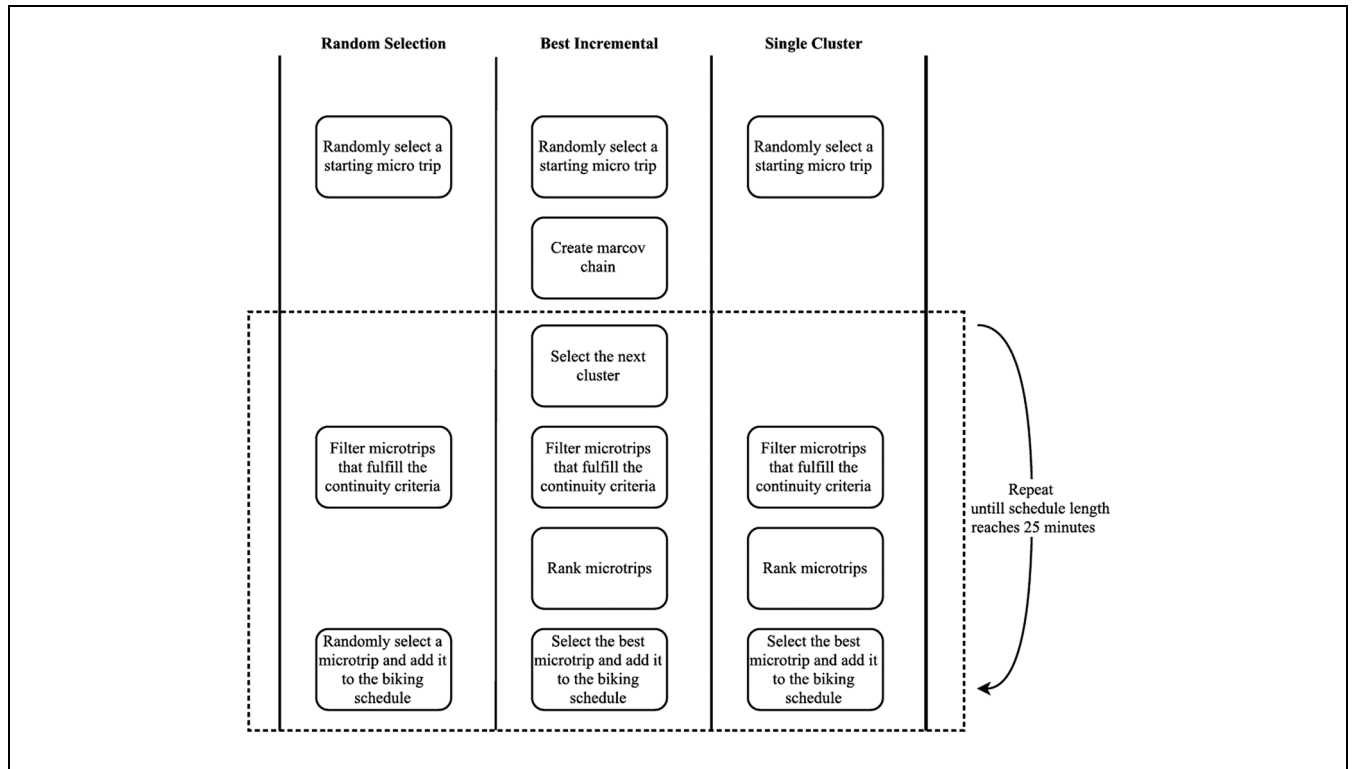 Random Selection
Best Incremental
Single Cluster
Randomly select a
starting micro trip
Randomly select a
starting micro trip
Randomly select a
starting micro trip
Create marcov
chain
Select the next
cluster
Filter microtrips
that fulfill the
continuity criteria
Filter microtrips
that fulfill the
continuity criteria
Filter microtrips
that fulfill the
continuity criteria
Repeat
untill schedule length
reaches 25 minutes
Rank microtrips
Rank microtrips
Randomly select a
microtrip and add it
to the biking
schedule
Select the best
microtrip and add it
to the biking
schedule
Select the best
microtrip and add it
to the biking
schedule